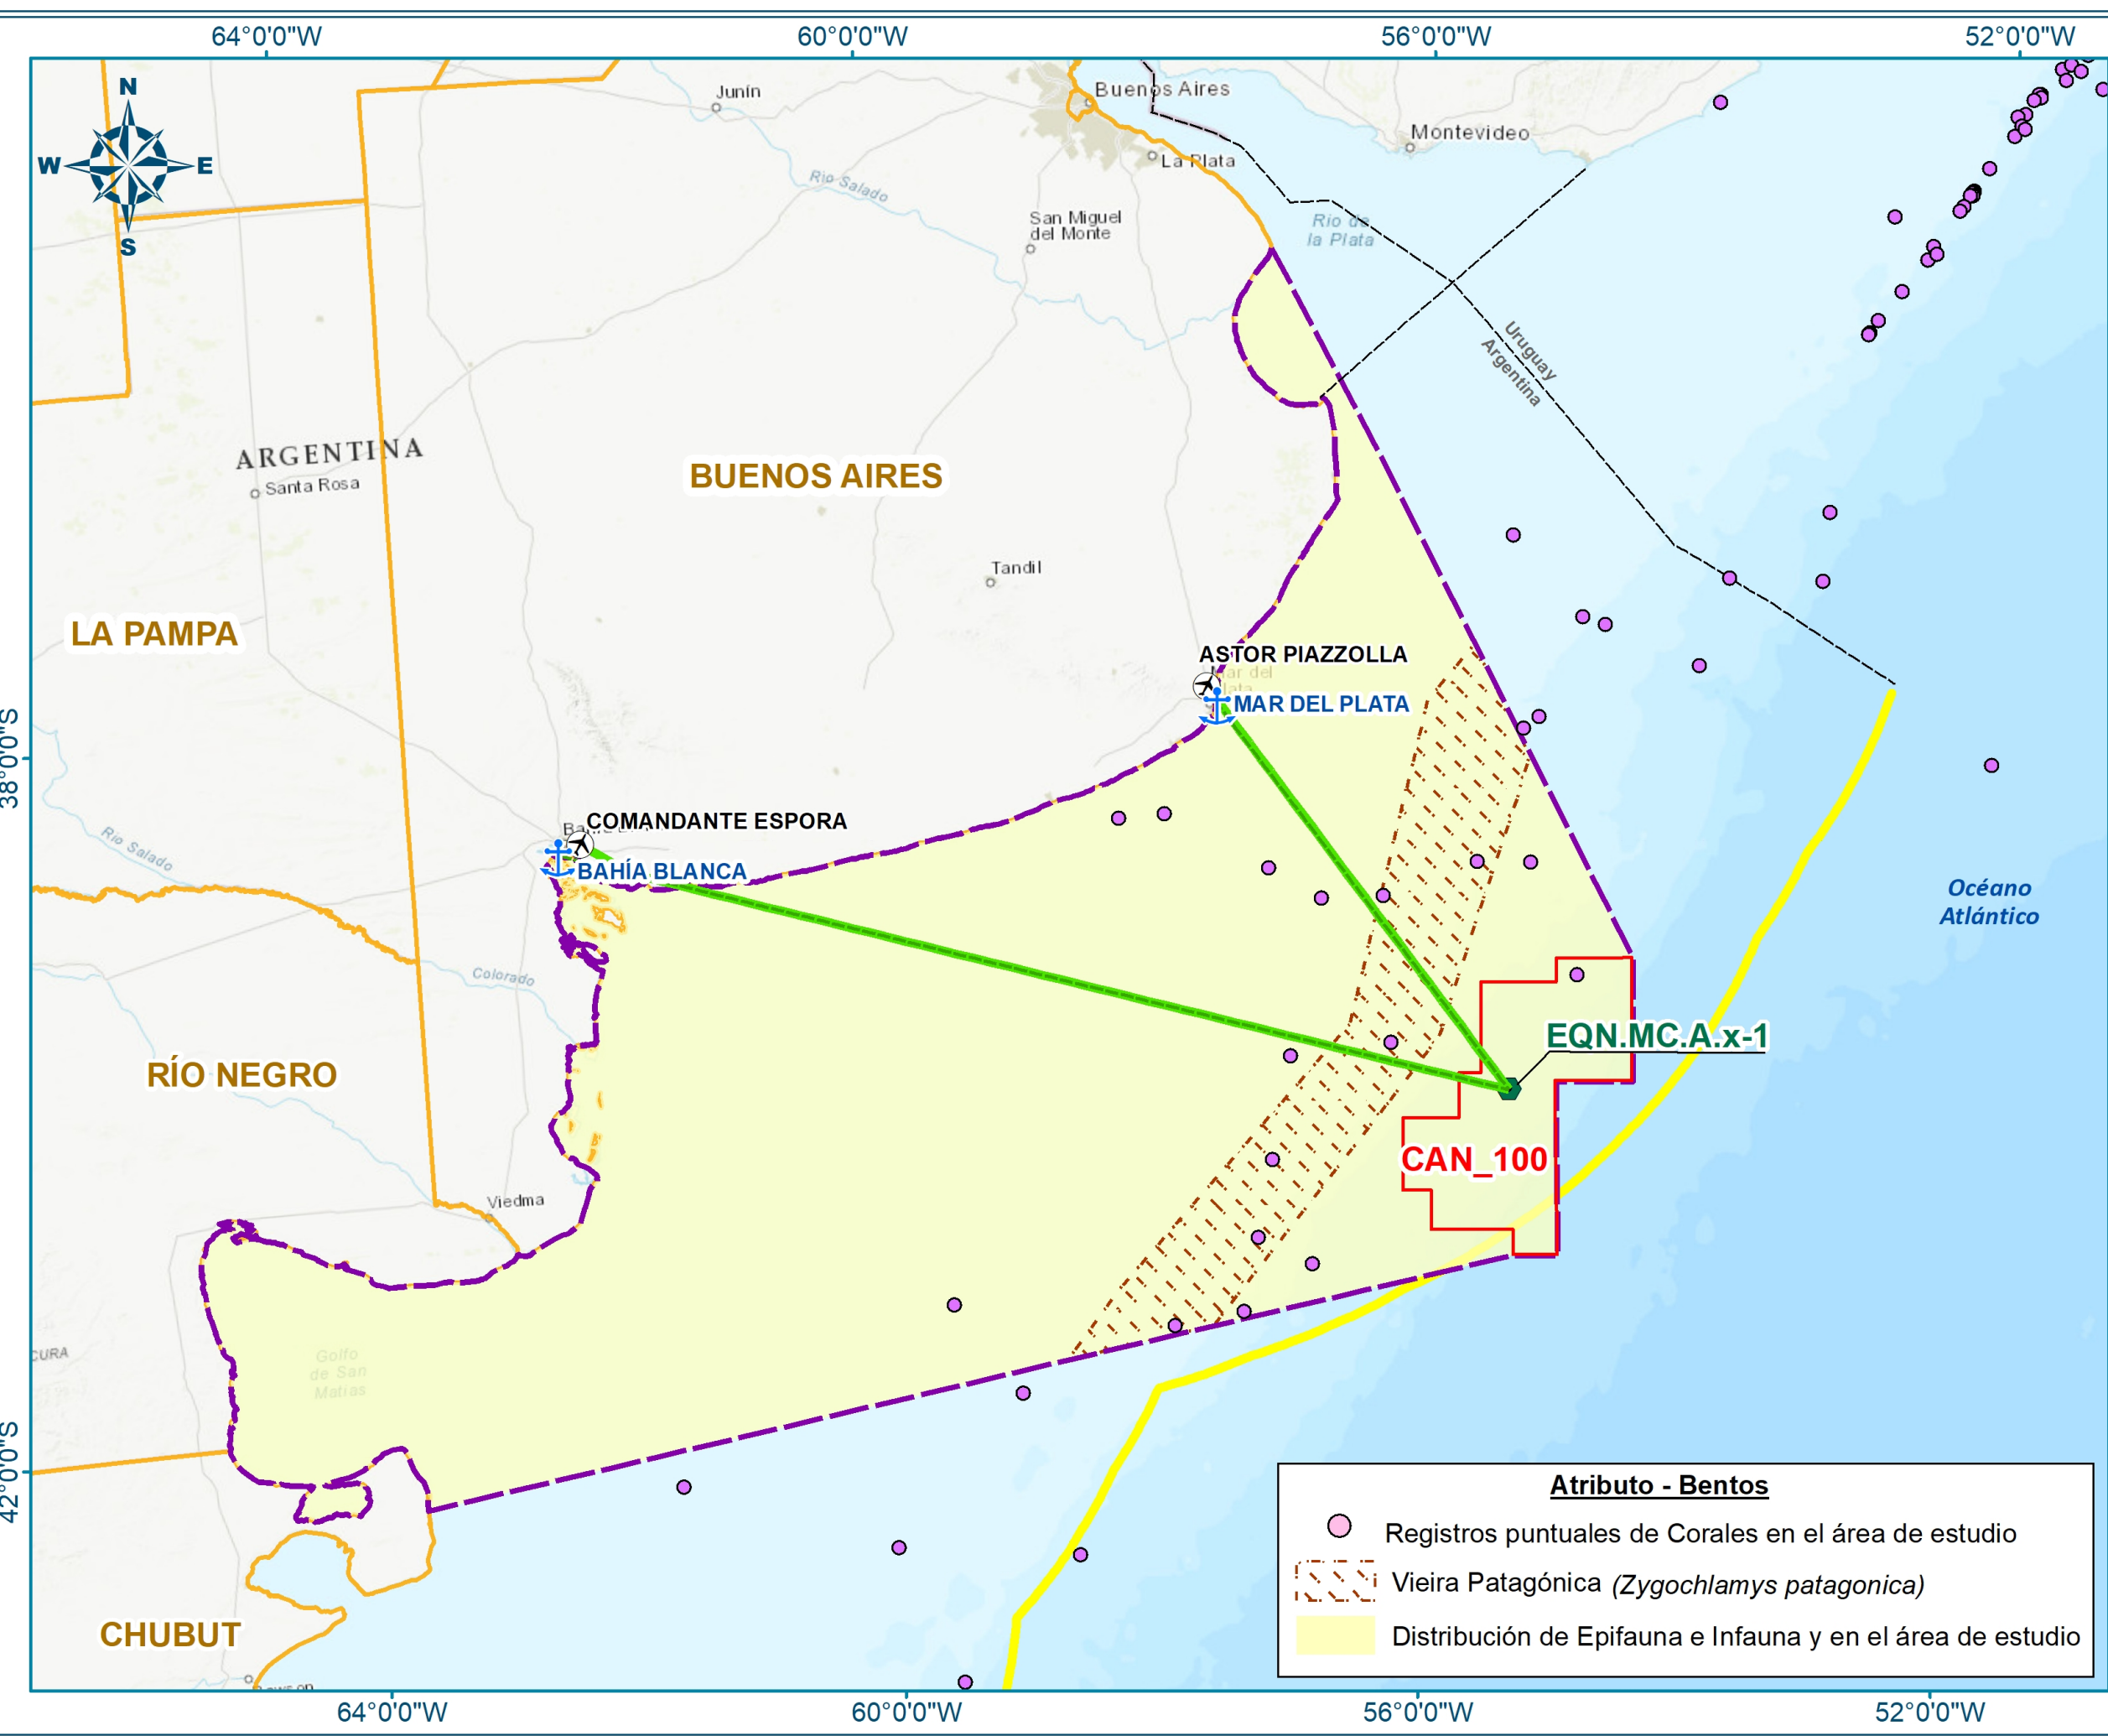 64°0'0"W
60°0'0"W
56°0'0"W
52°0'0"W
N
W
E
S
Junín
Buenos Aires
Montevideo
La Plata
Rio Salado
San Miguel
del Monte
Rio de
la Plata
Uruguay
Argentina
ARGENTINA
Santa Rosa
BUENOS AIRES
Tandil
LA PAMPA
ASTOR PIAZZOLLA
MAR DEL PLATA
38°0'0"S
COMANDANTE ESPORA
BAHÍA BLANCA
Rio Salado
Océano
Atlántico
Colorado
EQN.MC.A.x-1
RÍO NEGRO
CAN_100
Viedma
CURA
Golfo
de San
Matias
42°0'0"S
Atributo - Bentos
Registros puntuales de Corales en el área de estudio
Vieira Patagónica (Zygochlamys patagonica)
Distribución de Epifauna e Infauna y en el área de estudio
CHUBUT
64°0'0"W
60°0'0"W
56°0'0"W
52°0'0"W